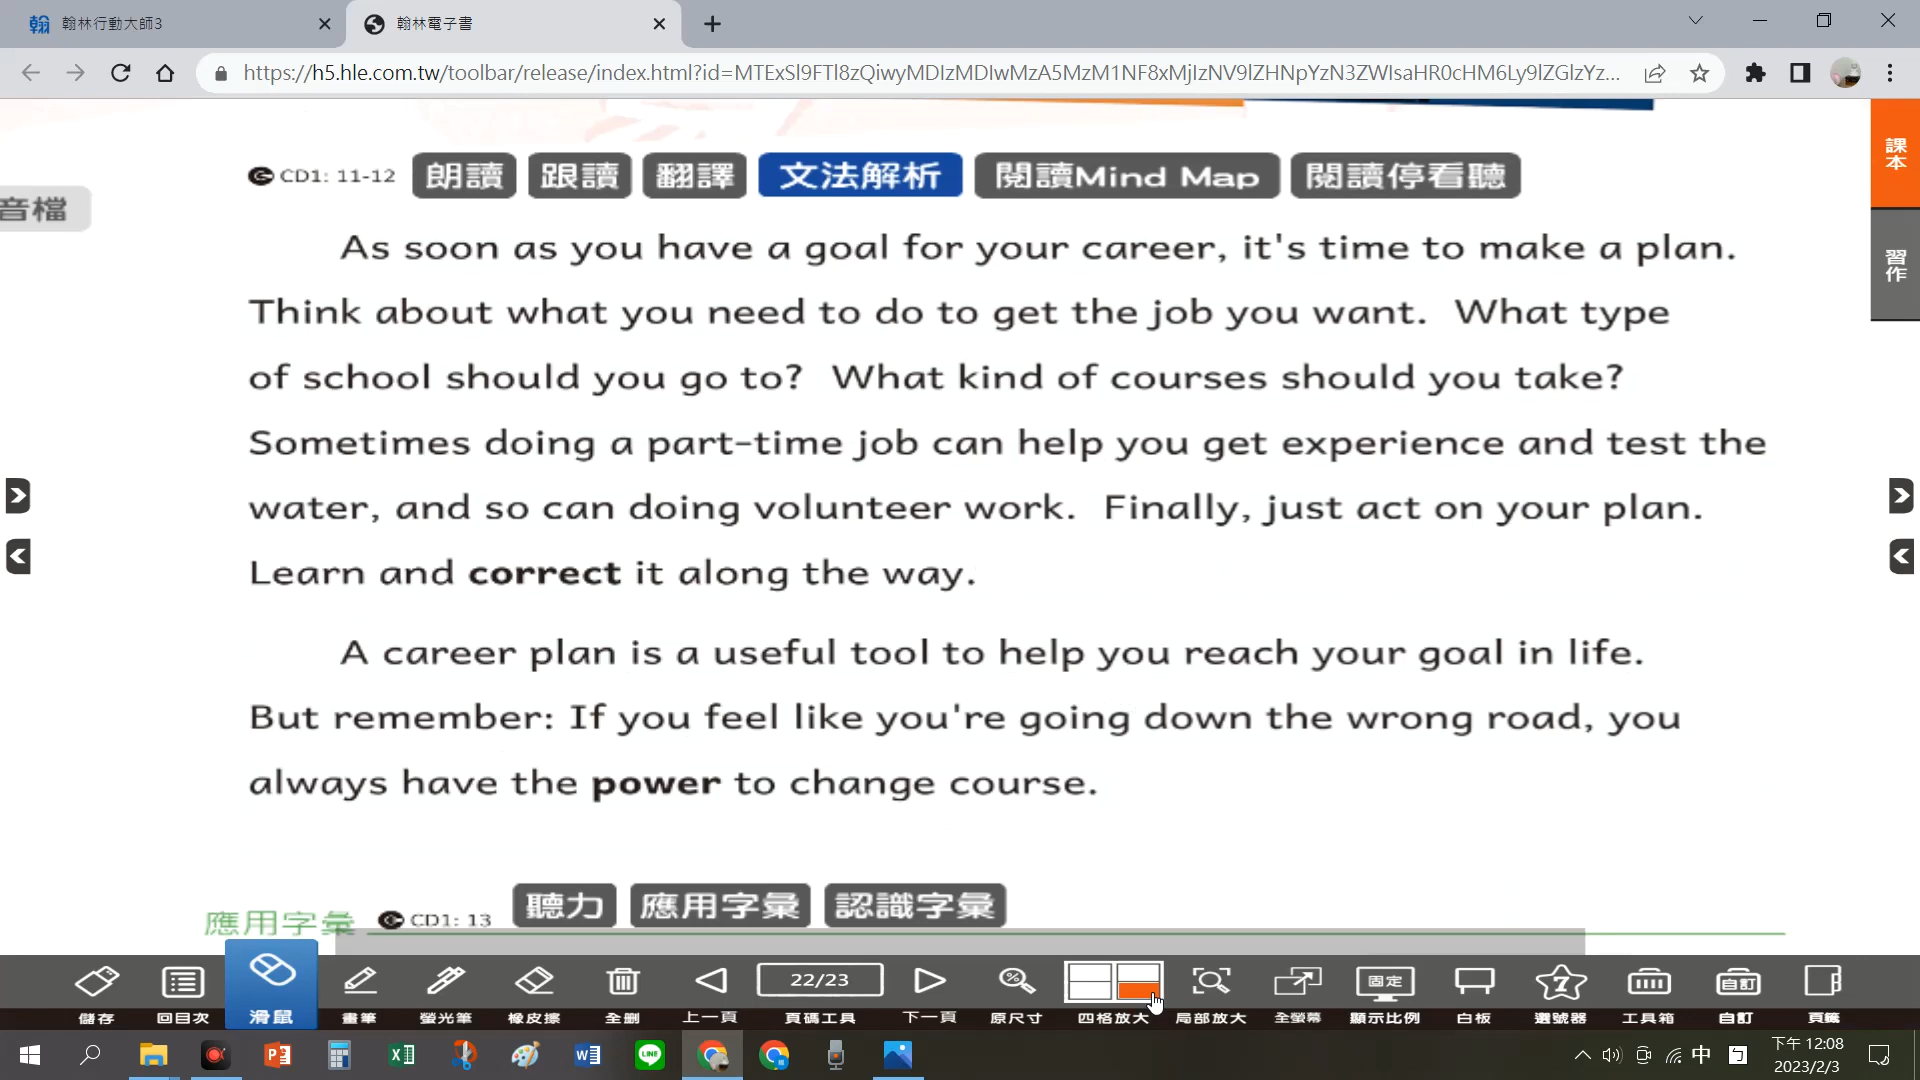 翰林行動大師3
翰林電子書
https://h5.hle.com.tw/toolbar/release/index.html?id=MTExSl9FTl8zQiwyMDIzMDIwMzA5MzM1NF8xMjIzNV9lZHNpYzN3ZWIsaHR0cHM6Ly9lZGlzYz...
課本
習作
音檔
CD1: 11-12 朗讀 跟讀 翻譯 文法解析 閱讀Mind Map 閱讀停看聽
As soon as you have a goal for your career, it's time to make a plan.
Think about what you need to do to get the job you want. What type
of school should you go to? What kind of courses should you take?
Sometimes doing a part-time job can help you get experience and test the
water, and so can doing volunteer work. Finally, just act on your plan.
Learn and correct it along the way.
A career plan is a useful tool to help you reach your goal in life.
But remember: If you feel like you're going down the wrong road, you
always have the power to change course.
應用字彙 CD1: 13 聽力 應用字彙 認識字彙
22/23 固定 7 自訂
儲存 回目次 滑鼠 畫筆 螢光筆 橡皮擦 全刪 上一頁 頁碼工具 下一頁 原尺寸 四格放大 局部放大 全螢幕 顯示比例 白板 選號器 工具箱 自訂 頁籤
中 下午 12:08
2023/2/3